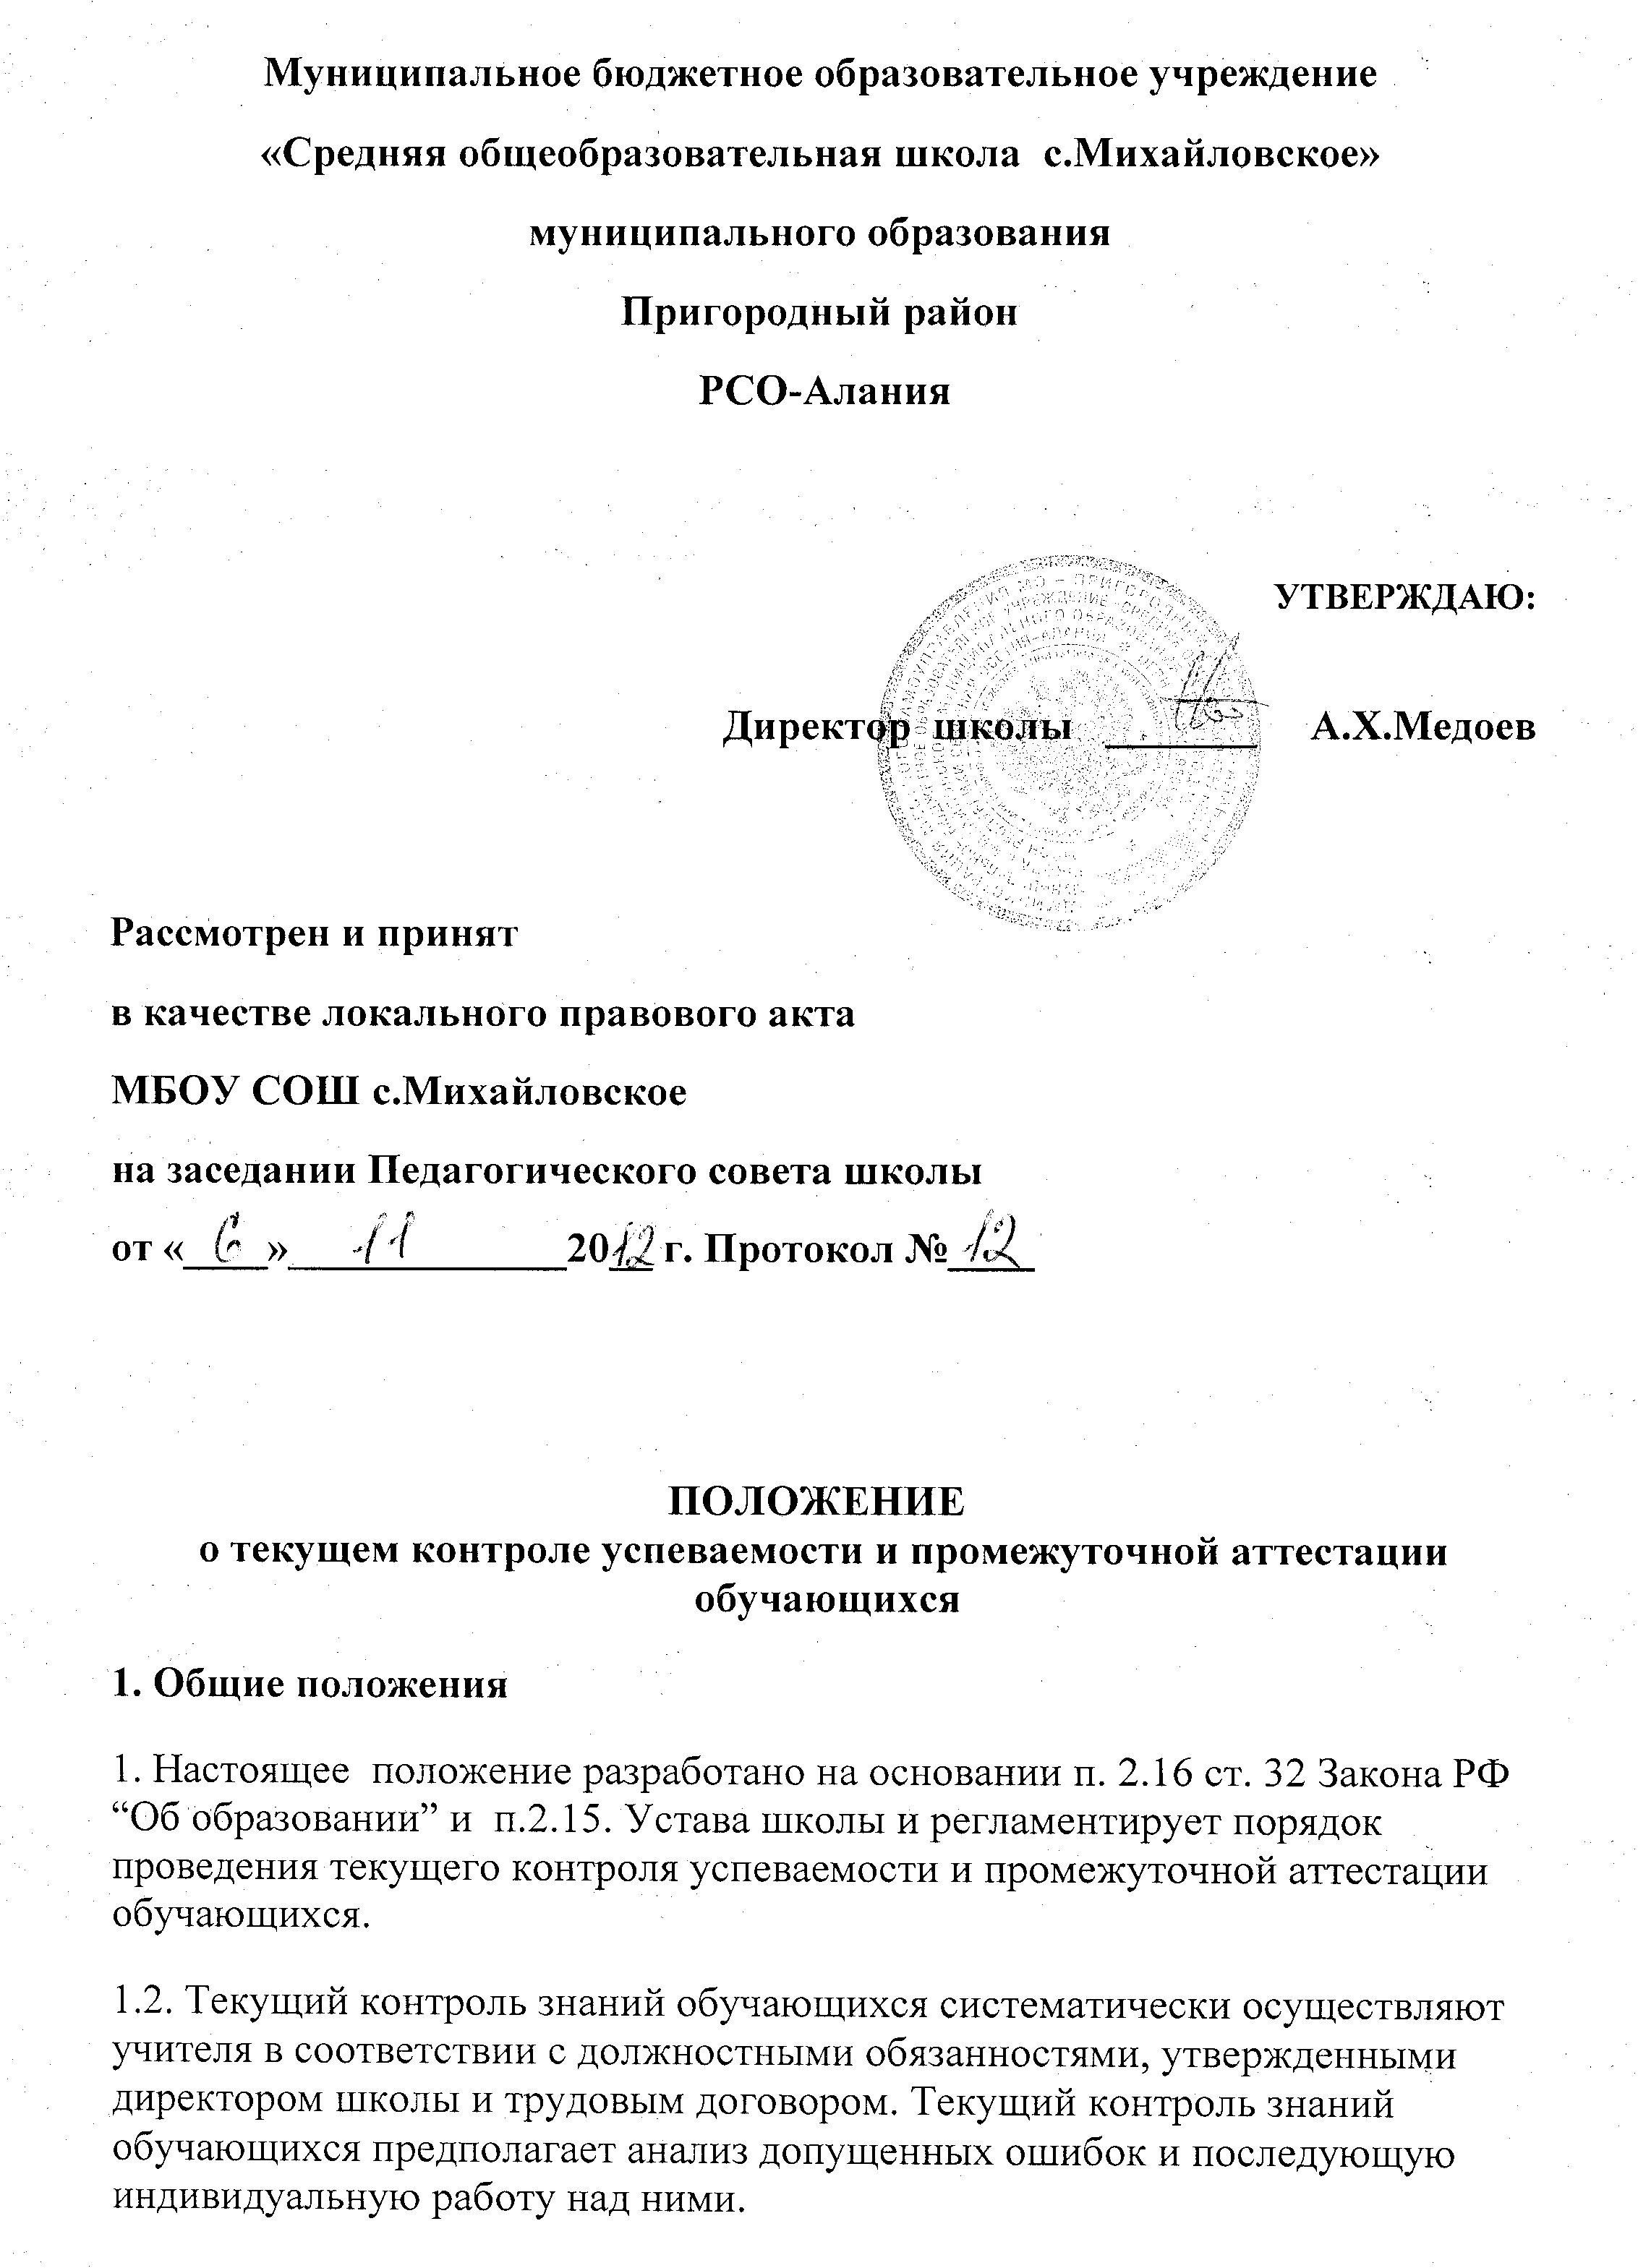 Муниципальное бюджетное образовательное учреждение
«Средняя общеобразовательная школа с.Михайловское»
муниципального образования
Пригородный район
РСО-Алания
УТВЕРЖДАЮ:
Директор школы А.Х.Медоев
Рассмотрен и принят
в качестве локального правового акта
МБОУ СОШ с.Михайловское
на заседании Педагогического совета школы
от «6» 11 2012 г. Протокол № 12
ПОЛОЖЕНИЕ
о текущем контроле успеваемости и промежуточной аттестации
обучающихся
1. Общие положения
1. Настоящее положение разработано на основании п. 2.16 ст. 32 Закона РФ
“Об образовании” и п.2.15. Устава школы и регламентирует порядок
проведения текущего контроля успеваемости и промежуточной аттестации
обучающихся.
1.2. Текущий контроль знаний обучающихся систематически осуществляют
учителя в соответствии с должностными обязанностями, утвержденными
директором школы и трудовым договором. Текущий контроль знаний
обучающихся предполагает анализ допущенных ошибок и последующую
индивидуальную работу над ними.